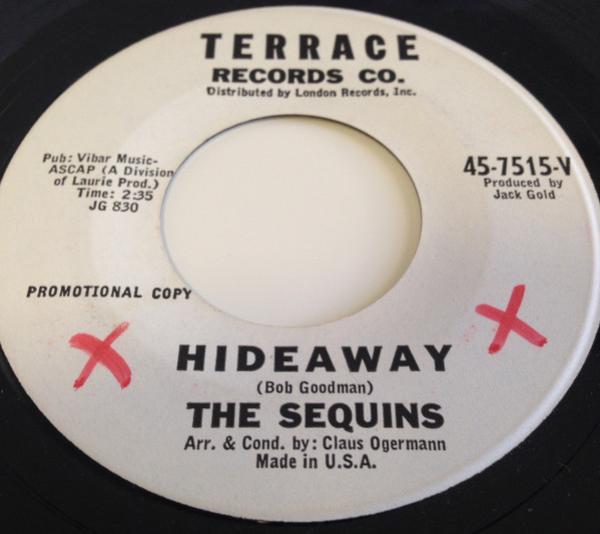 TERRACE
RECORDS CO.
Distributed by London Records, Inc.
Pub: Vibar Music-
ASCAP (A Division
of Laurie Prod.)
Time: 2:35
JG 830
45-7515-V
Produced by
Jack Gold
PROMOTIONAL COPY
X
X
HIDEAWAY
(Bob Goodman)
THE SEQUINS
Arr. & Cond. by: Claus Ogermann
Made in U.S.A.